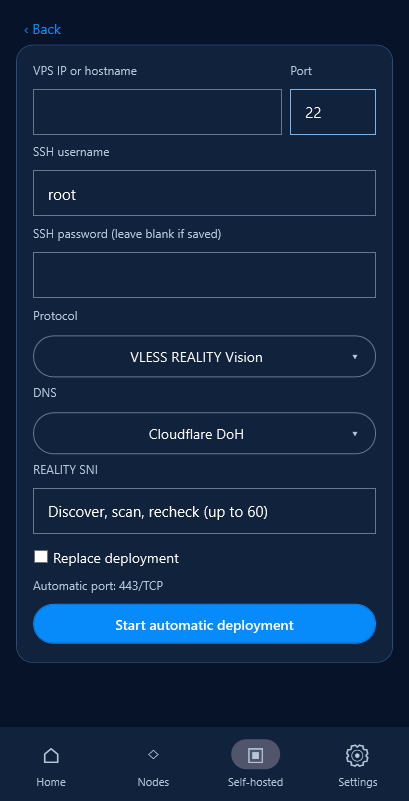 ‹ Back
VPS IP or hostname
Port
22
SSH username
root
SSH password (leave blank if saved)
Protocol
VLESS REALITY Vision
DNS
Cloudflare DoH
REALITY SNI
Discover, scan, recheck (up to 60)
Replace deployment
Automatic port: 443/TCP
Start automatic deployment
Home
Nodes
Self-hosted
Settings